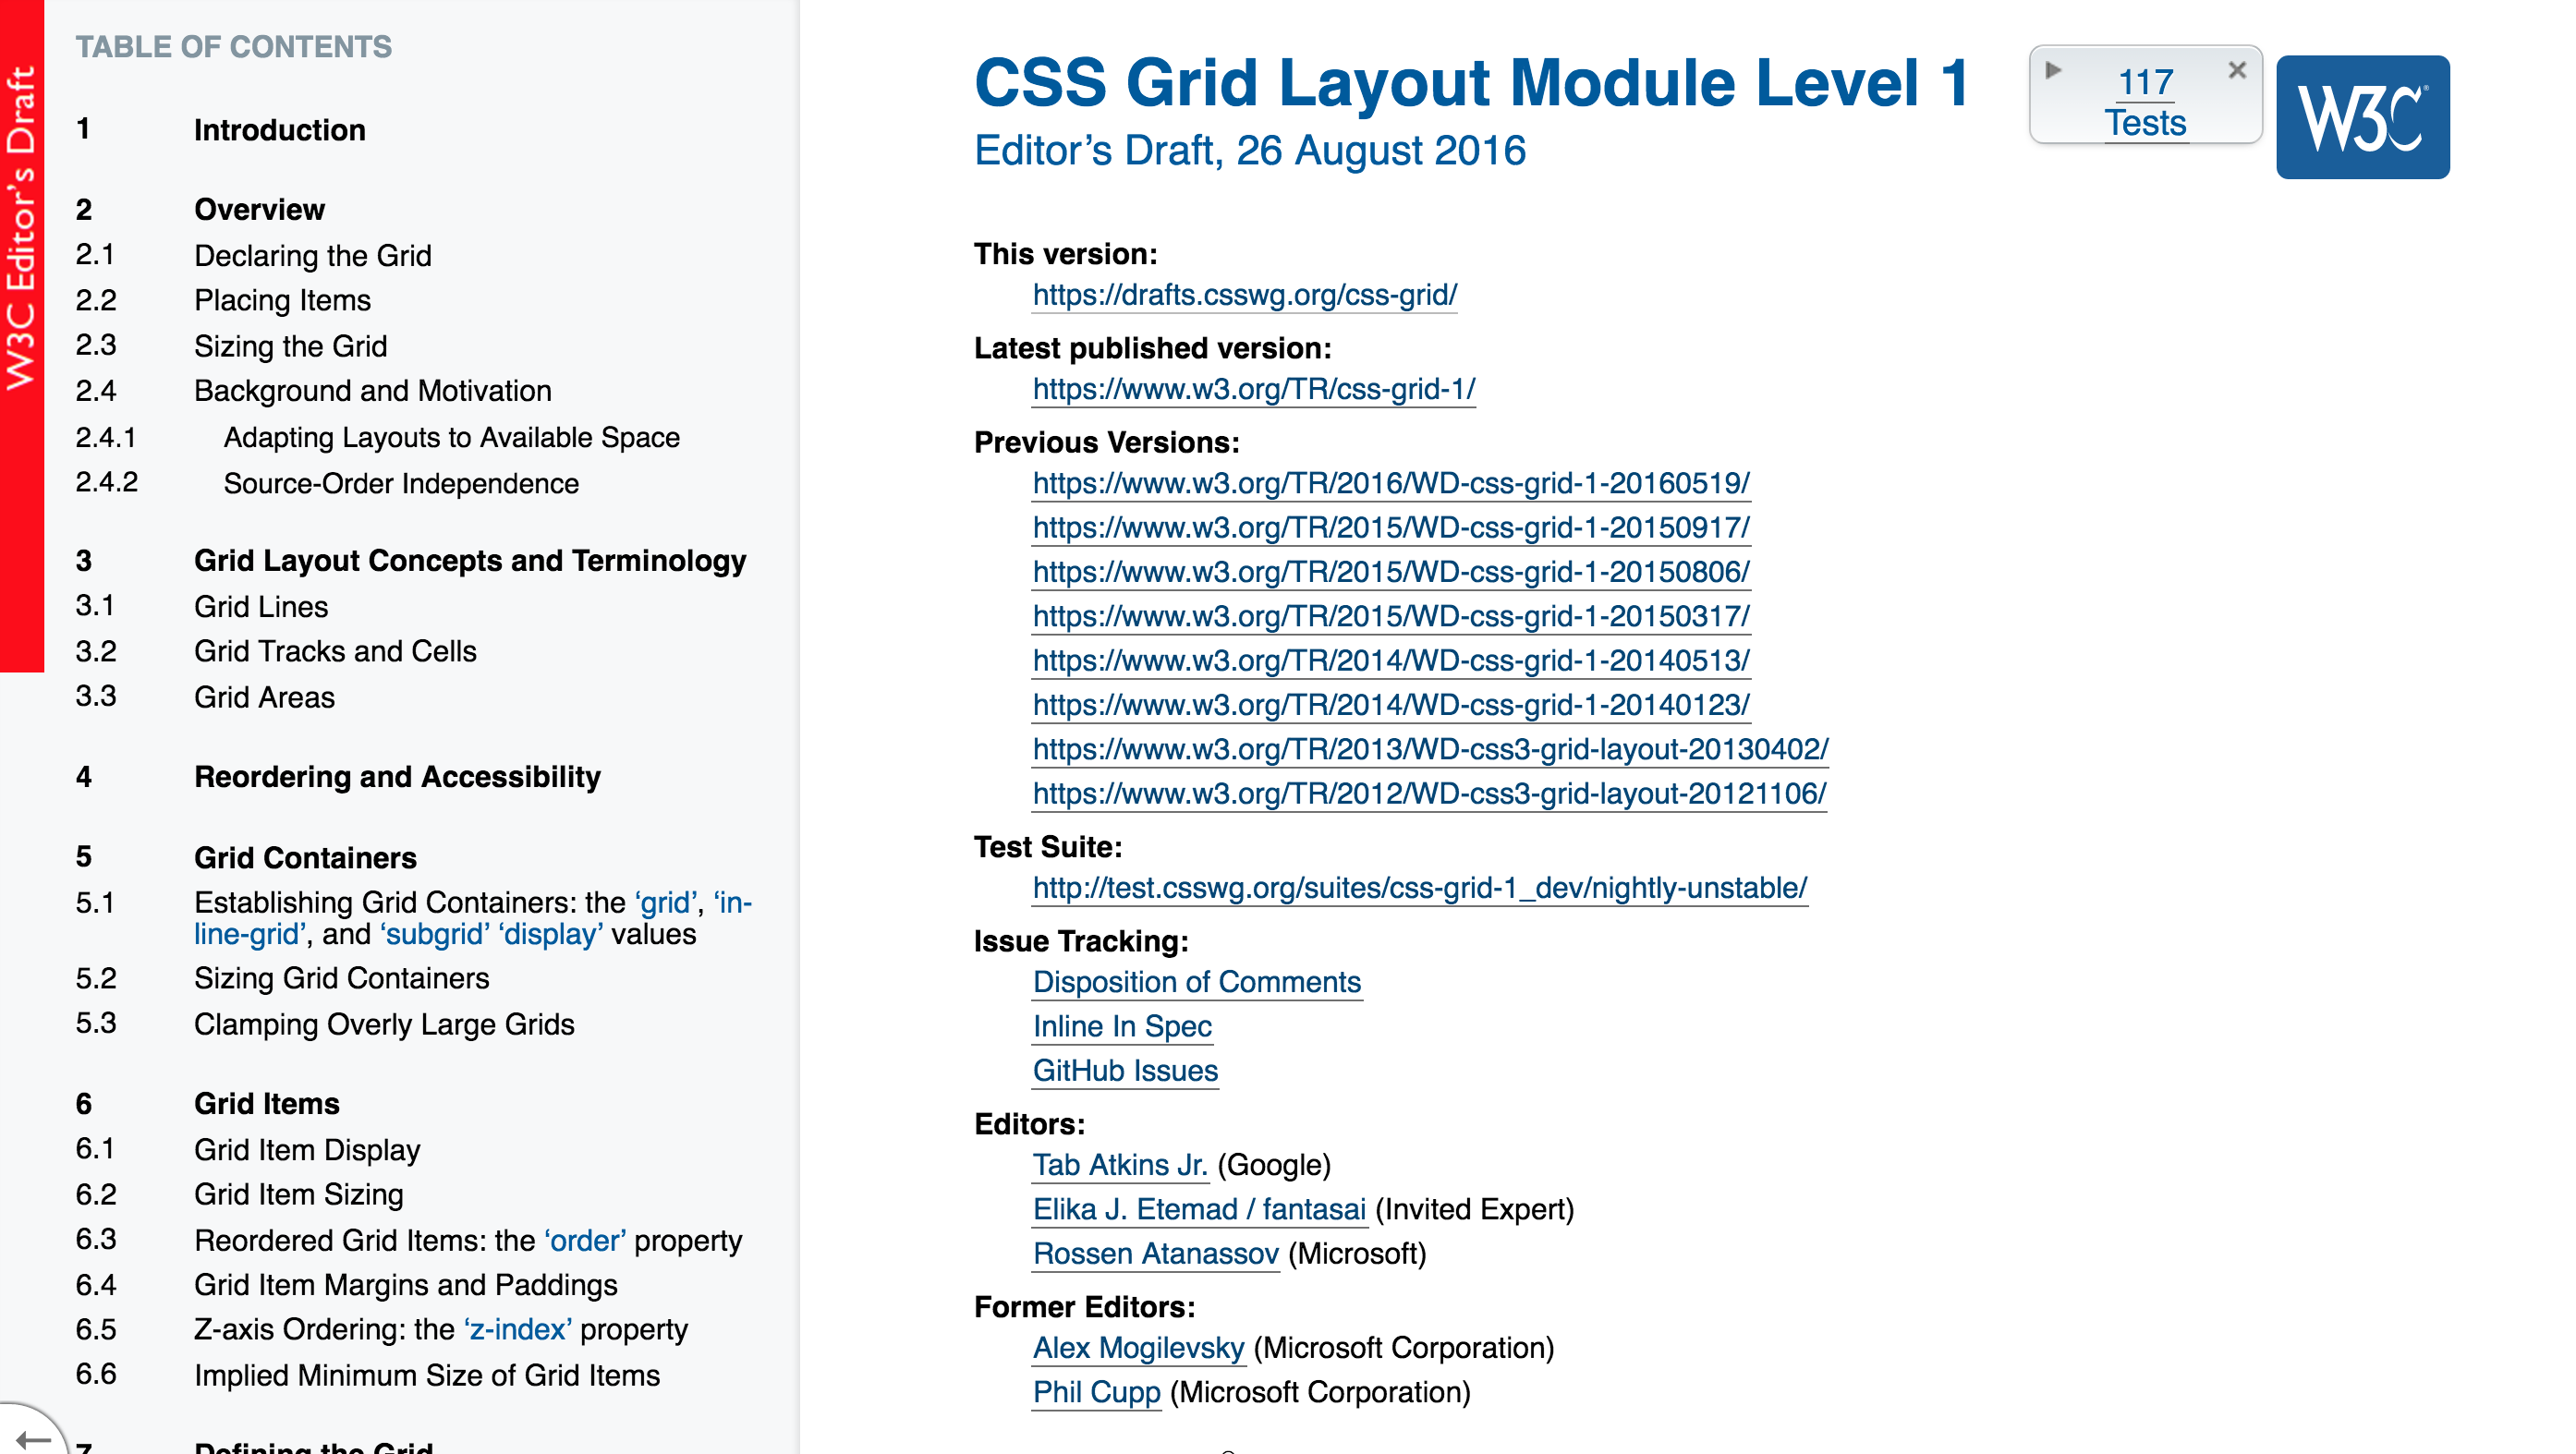 W3C Editor’s Draft
TABLE OF CONTENTS
1 Introduction
2 Overview
2.1 Declaring the Grid
2.2 Placing Items
2.3 Sizing the Grid
2.4 Background and Motivation
2.4.1 Adapting Layouts to Available Space
2.4.2 Source-Order Independence
3 Grid Layout Concepts and Terminology
3.1 Grid Lines
3.2 Grid Tracks and Cells
3.3 Grid Areas
4 Reordering and Accessibility
5 Grid Containers
5.1 Establishing Grid Containers: the ‘grid’, ‘in-
line-grid’, and ‘subgrid’ ‘display’ values
5.2 Sizing Grid Containers
5.3 Clamping Overly Large Grids
6 Grid Items
6.1 Grid Item Display
6.2 Grid Item Sizing
6.3 Reordered Grid Items: the ‘order’ property
6.4 Grid Item Margins and Paddings
6.5 Z-axis Ordering: the ‘z-index’ property
6.6 Implied Minimum Size of Grid Items
7 Defining the Grid
CSS Grid Layout Module Level 1
Editor’s Draft, 26 August 2016
117
Tests
W3C®
This version:
https://drafts.csswg.org/css-grid/
Latest published version:
https://www.w3.org/TR/css-grid-1/
Previous Versions:
https://www.w3.org/TR/2016/WD-css-grid-1-20160519/
https://www.w3.org/TR/2015/WD-css-grid-1-20150917/
https://www.w3.org/TR/2015/WD-css-grid-1-20150806/
https://www.w3.org/TR/2015/WD-css-grid-1-20150317/
https://www.w3.org/TR/2014/WD-css-grid-1-20140513/
https://www.w3.org/TR/2014/WD-css-grid-1-20140123/
https://www.w3.org/TR/2013/WD-css3-grid-layout-20130402/
https://www.w3.org/TR/2012/WD-css3-grid-layout-20121106/
Test Suite:
http://test.csswg.org/suites/css-grid-1_dev/nightly-unstable/
Issue Tracking:
Disposition of Comments
Inline In Spec
GitHub Issues
Editors:
Tab Atkins Jr. (Google)
Elika J. Etemad / fantasai (Invited Expert)
Rossen Atanassov (Microsoft)
Former Editors:
Alex Mogilevsky (Microsoft Corporation)
Phil Cupp (Microsoft Corporation)